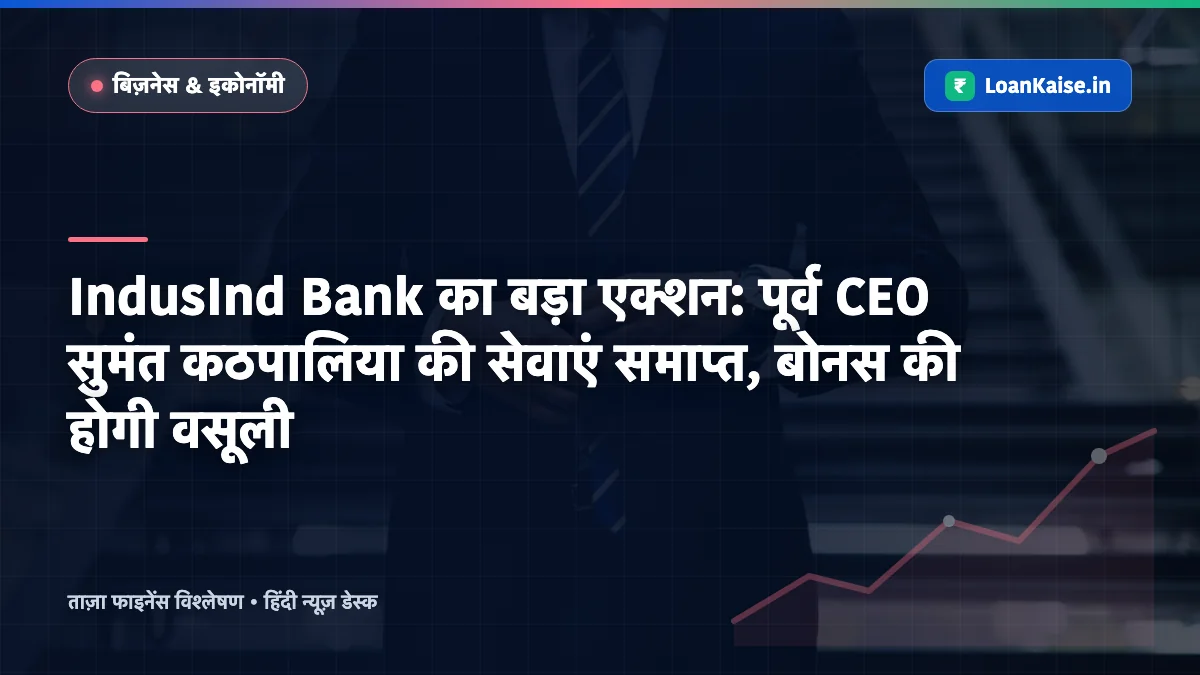 बिज़नेस & इकोनॉमी
₹ LoanKaise.in
IndusInd Bank का बड़ा एक्शन: पूर्व CEO
सुमंत कठपालिया की सेवाएं समाप्त, बोनस की
होगी वसूली
ताज़ा फाइनेंस विश्लेषण • हिंदी न्यूज़ डेस्क